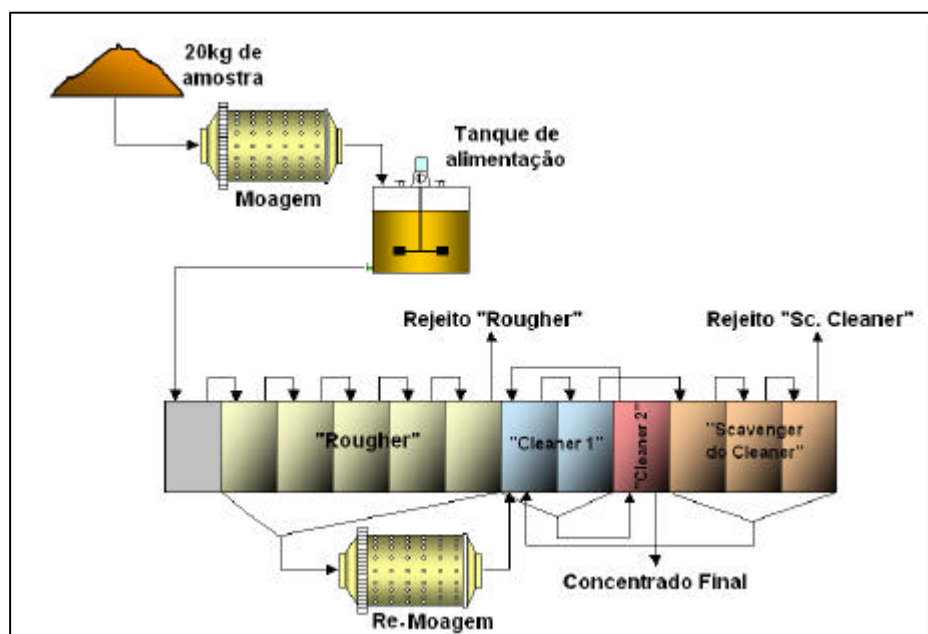 20kg de
amostra
Moagem
Tanque de
alimentação
Rejeito "Rougher"
Rejeito "Sc. Cleaner"
"Rougher"
"Cleaner 1"
"Cleaner 2"
"Scavenger
do Cleaner"
Re-Moagem
Concentrado Final